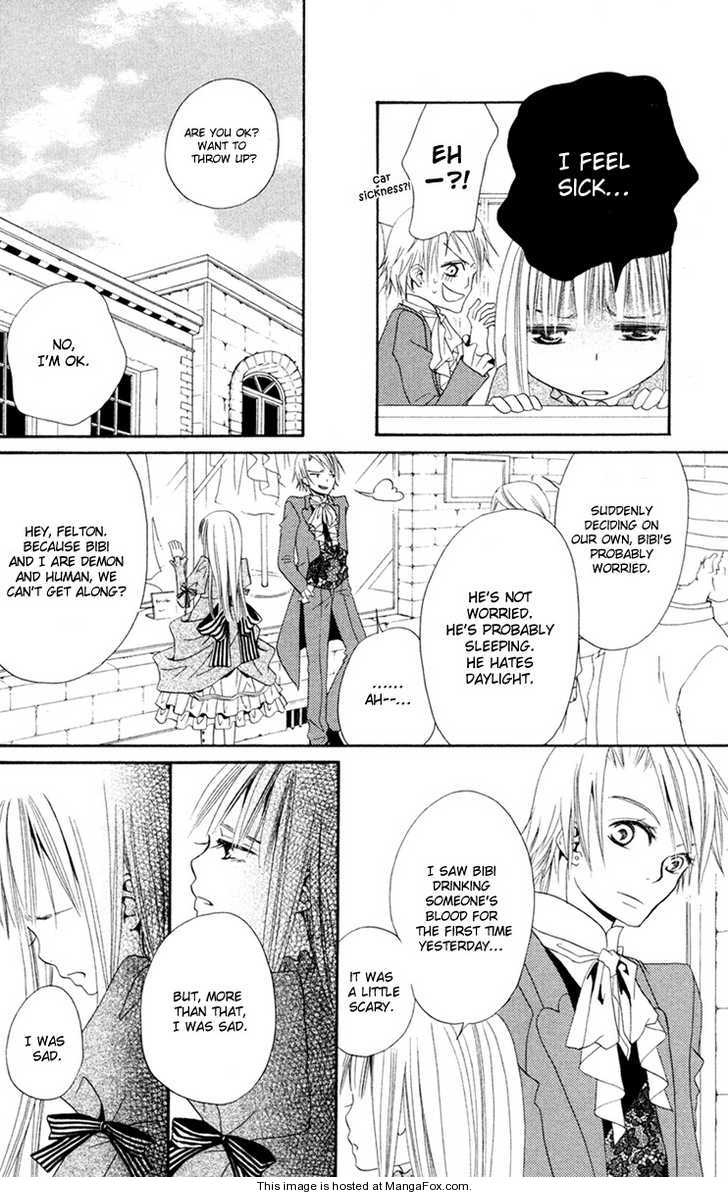 I FEEL
SICK...
EH
—?!
car
sickness?!
ARE YOU OK?
WANT TO
THROW UP?
NO,
I'M OK.
SUDDENLY
DECIDING ON
OUR OWN, BIBI'S
PROBABLY
WORRIED.
HE'S NOT
WORRIED.
HE'S PROBABLY
SLEEPING.
HE HATES
DAYLIGHT.
HEY, FELTON.
BECAUSE BIBI
AND I ARE DEMON
AND HUMAN, WE
CAN'T GET ALONG?
......
AH--...
I SAW BIBI
DRINKING
SOMEONE'S
BLOOD FOR
THE FIRST TIME
YESTERDAY...
IT WAS
A LITTLE
SCARY.
BUT, MORE
THAN THAT,
I WAS SAD.
I WAS
SAD.
This image is hosted at MangaFox.com.